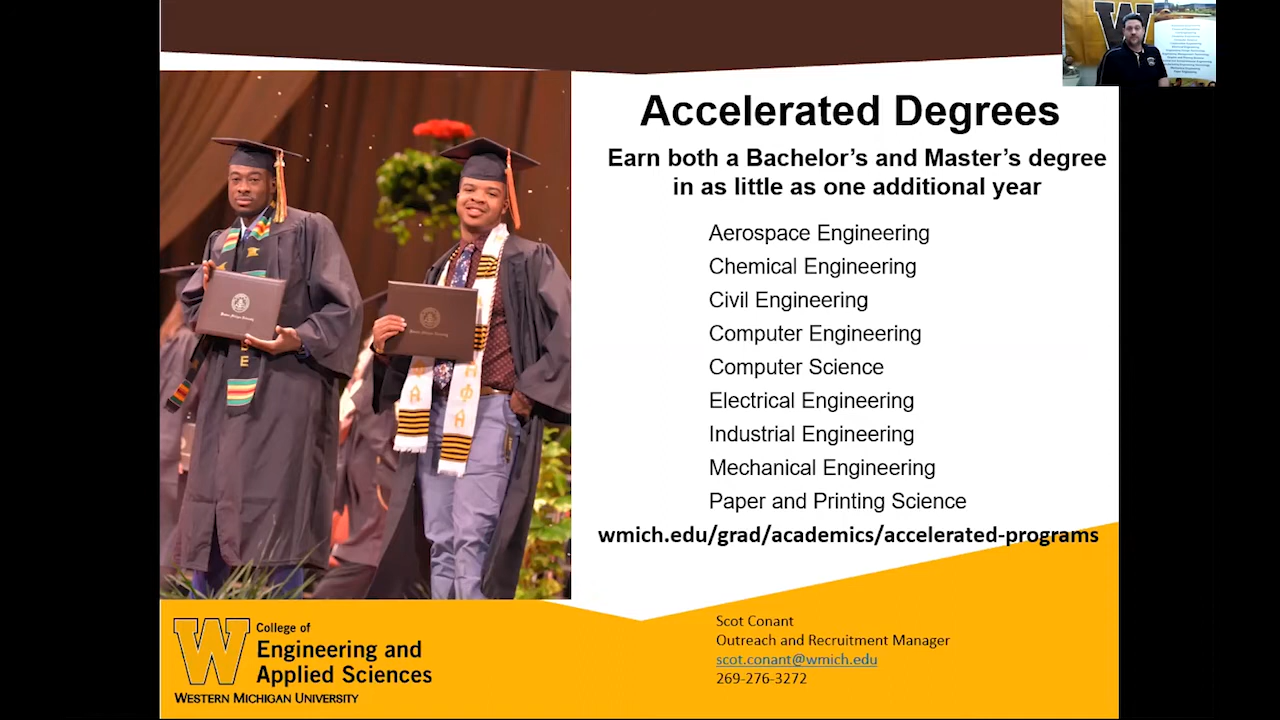 Accelerated Degrees
Earn both a Bachelor's and Master's degree
in as little as one additional year
Aerospace Engineering
Chemical Engineering
Civil Engineering
Computer Engineering
Computer Science
Electrical Engineering
Industrial Engineering
Mechanical Engineering
Paper and Printing Science
wmich.edu/grad/academics/accelerated-programs
W
College of
Engineering and
Applied Sciences
WESTERN MICHIGAN UNIVERSITY
Scot Conant
Outreach and Recruitment Manager
scot.conant@wmich.edu
269-276-3272
W